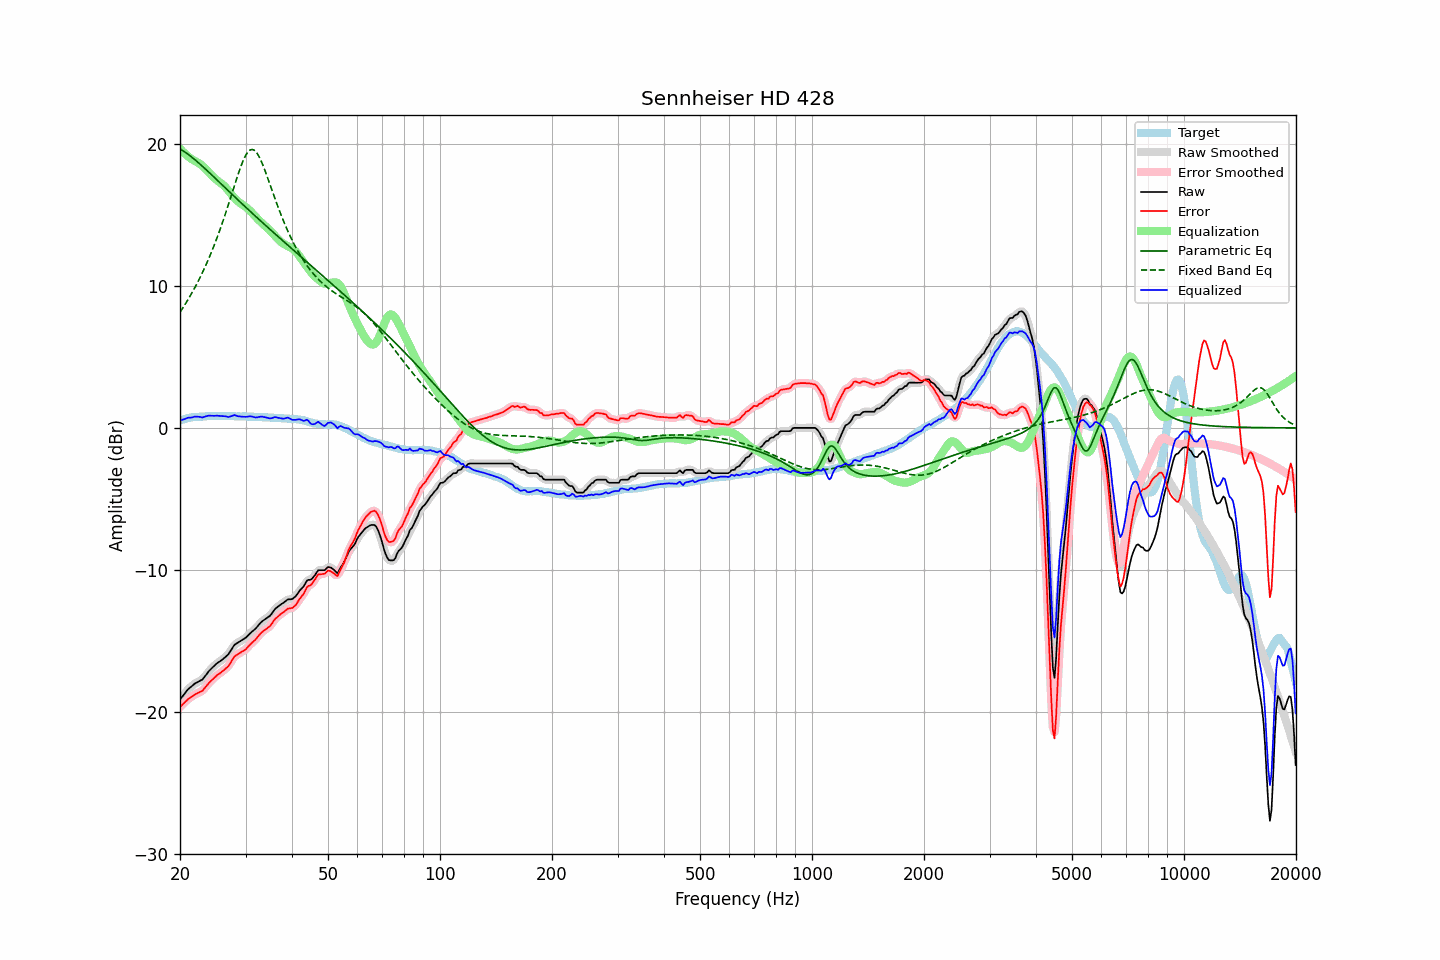 Sennheiser HD 428
Amplitude (dBr)
20
10
0
−10
−20
−30
Target
Raw Smoothed
Error Smoothed
Raw
Error
Equalization
Parametric Eq
Fixed Band Eq
Equalized
20 50 100 200 500 1000 2000 5000 10000 20000
Frequency (Hz)